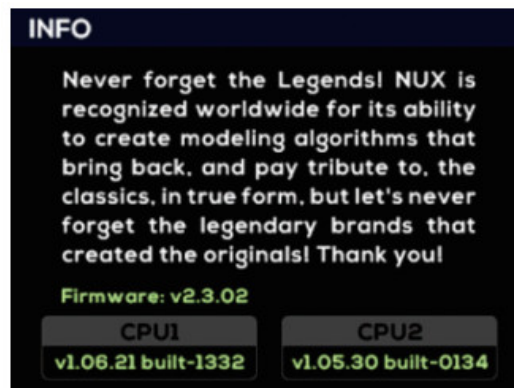 INFO
Never forget the Legends! NUX is
recognized worldwide for its ability
to create modeling algorithms that
bring back, and pay tribute to, the
classics, in true form, but let's never
forget the legendary brands that
created the originals! Thank you!
Firmware: v2.3.02
CPU1
CPU2
v1.06.21 built-1332
v1.05.30 built-0134